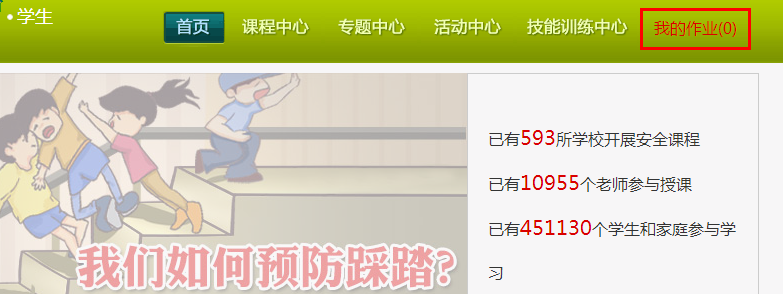 • 学生
首页 课程中心 专题中心 活动中心 技能训练中心 我的作业(0)
已有593所学校开展安全课程
已有10955个老师参与授课
已有451130个学生和家庭参与学
习
我们如何预防踩踏?